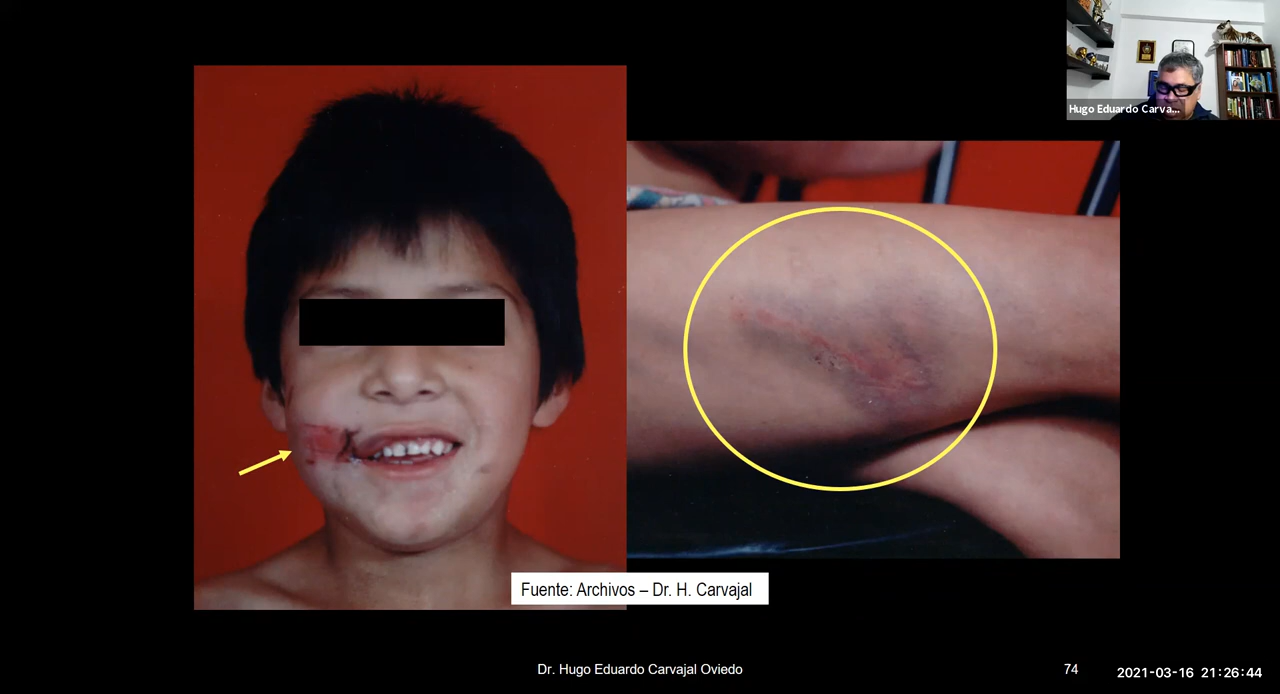 Hugo Eduardo Carva...
Fuente: Archivos – Dr. H. Carvajal
Dr. Hugo Eduardo Carvajal Oviedo
74
2021-03-16 21:26:44